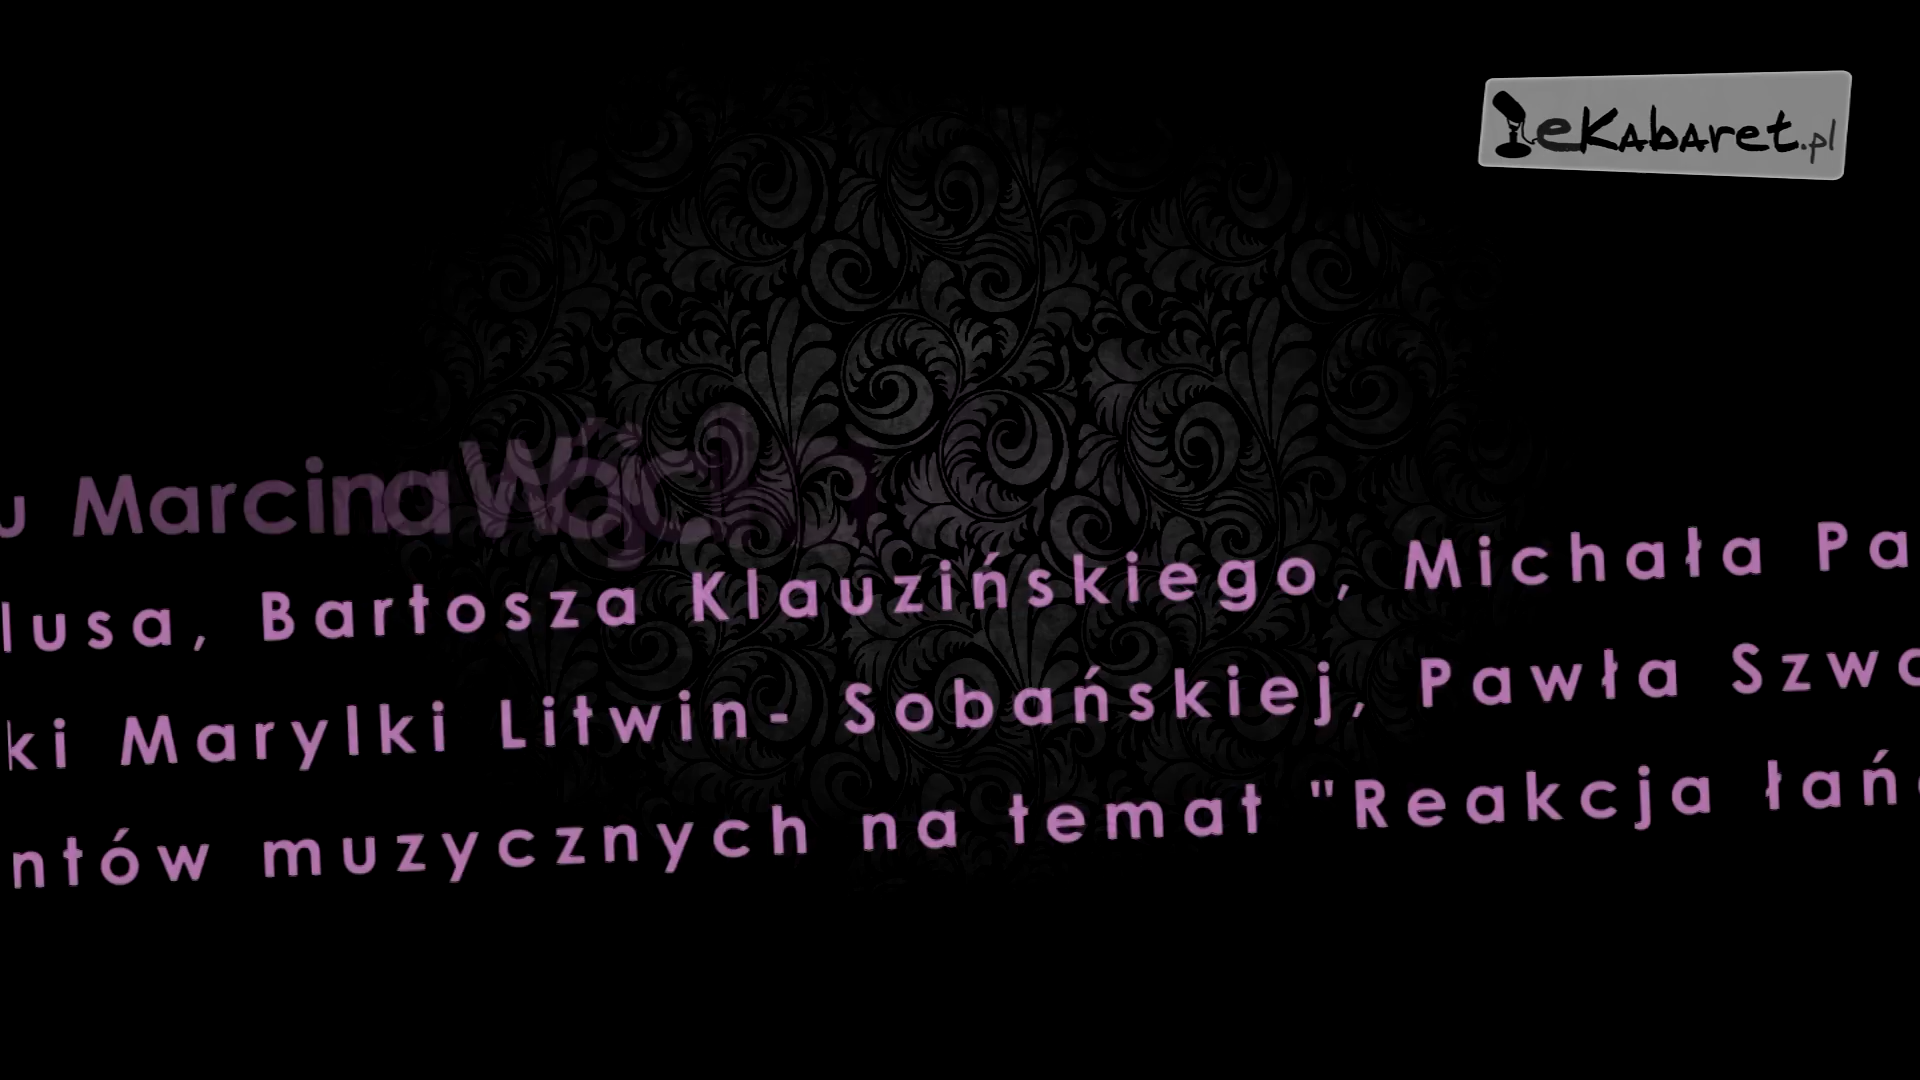 eKabaret.pl
u Marcina
lusa, Bartosza Klauzińskiego, Michała Pa
ki Marylki Litwin- Sobańskiej, Pawła Szwa
ntów muzycznych na temat "Reakcja łań